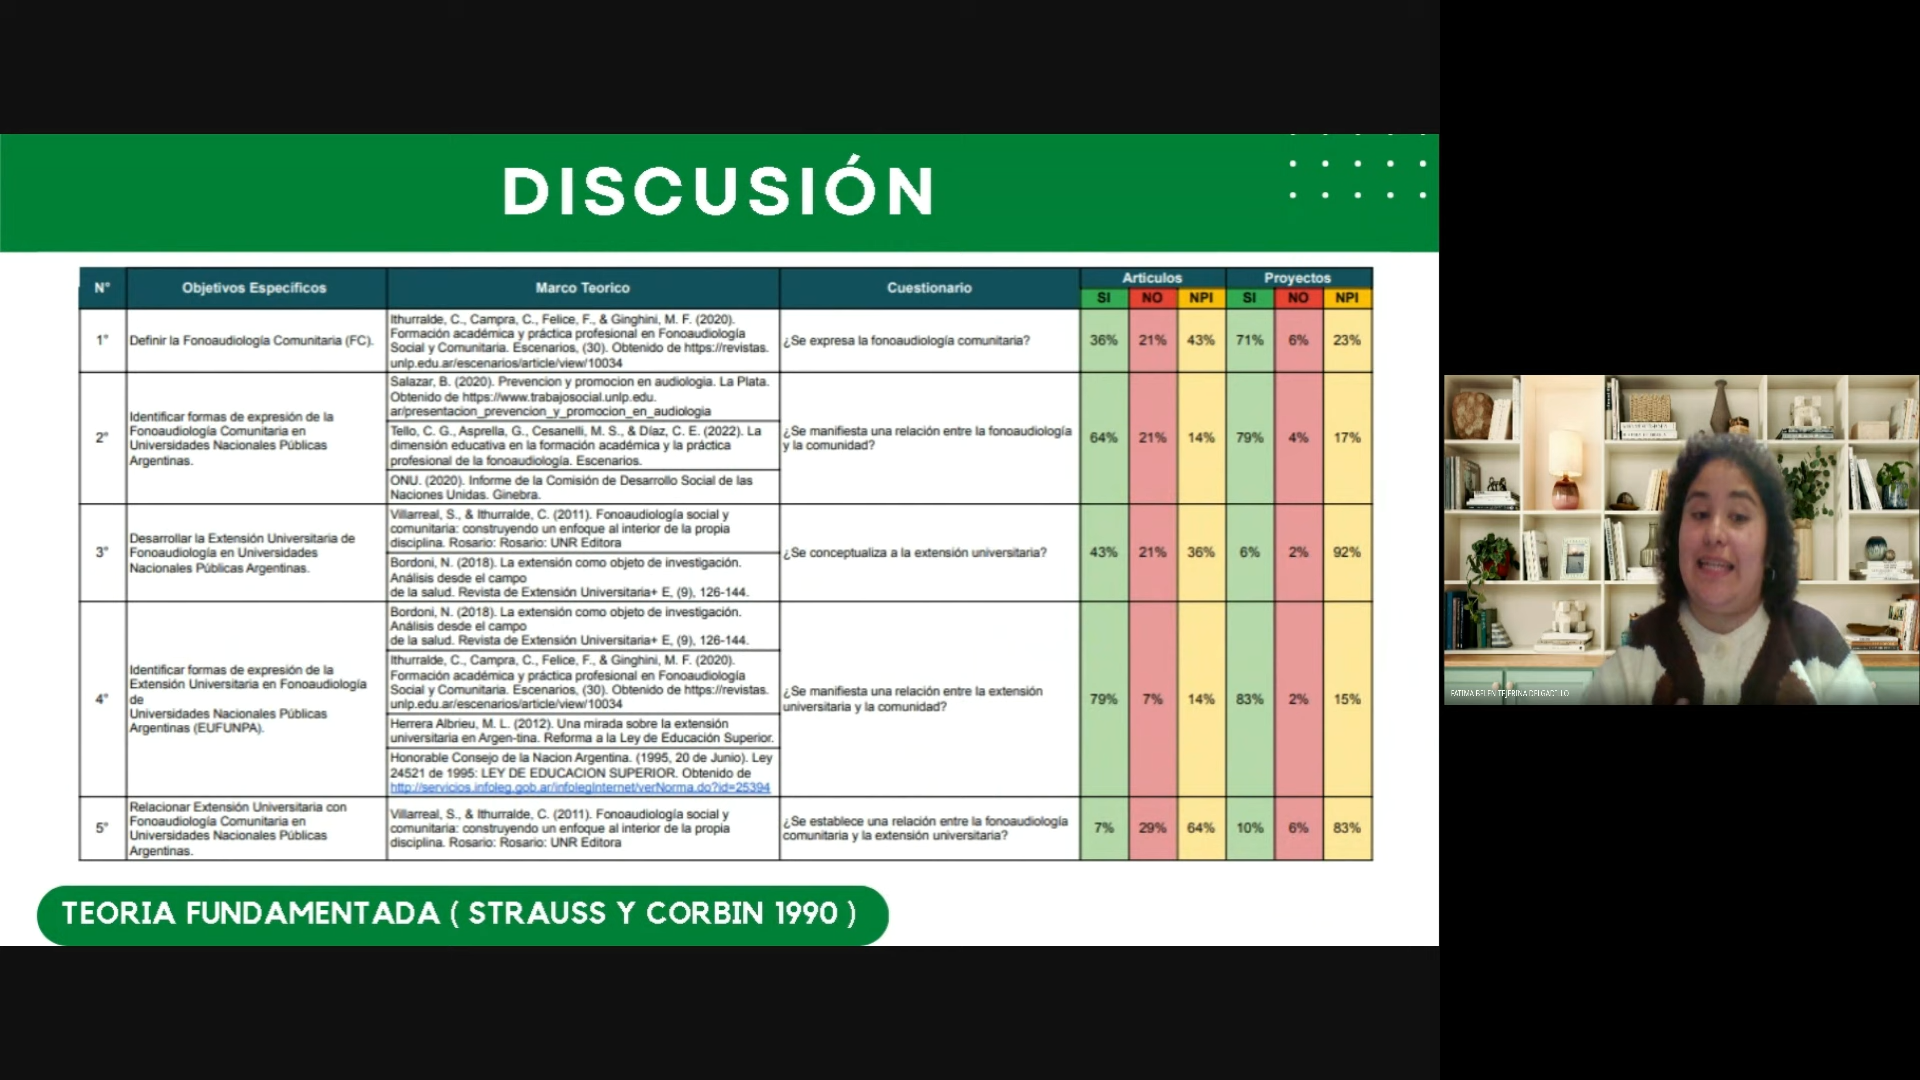 DISCUSIÓN
N° Objetivos Específicos Marco Teorico Cuestionario Articulos Proyectos
SI NO NPI SI NO NPI
1° Definir la Fonoaudiología Comunitaria (FC).
Ithurralde, C., Campra, C., Felice, F., & Ginghini, M. F. (2020).
Formación académica y práctica profesional en Fonoaudiología
Social y Comunitaria. Escenarios, (30). Obtenido de https://revistas.
unlp.edu.ar/escenarios/article/view/10034
¿Se expresa la fonoaudiología comunitaria?
36% 21% 43% 71% 6% 23%
2° Identificar formas de expresión de la
Fonoaudiología Comunitaria en
Universidades Nacionales Públicas
Argentinas.
Salazar, B. (2020). Prevencion y promocion en audiologia. La Plata.
Obtenido de https://www.trabajosocial.unlp.edu.
ar/presentacion_prevencion_y_promocion_en_audiologia
Tello, C. G., Asprella, G., Cesanelli, M. S., & Díaz, C. E. (2022). La
dimensión educativa en la formación académica y la práctica
profesional de la fonoaudiología. Escenarios.
ONU. (2020). Informe de la Comisión de Desarrollo Social de las
Naciones Unidas. Ginebra.
¿Se manifiesta una relación entre la fonoaudiología
y la comunidad?
64% 21% 14% 79% 4% 17%
3° Desarrollar la Extensión Universitaria de
Fonoaudiología en Universidades
Nacionales Públicas Argentinas.
Villarreal, S., & Ithurralde, C. (2011). Fonoaudiología social y
comunitaria: construyendo un enfoque al interior de la propia
disciplina. Rosario: Rosario: UNR Editora
Bordoni, N. (2018). La extensión como objeto de investigación.
Análisis desde el campo
de la salud. Revista de Extensión Universitaria+ E, (9), 126-144.
¿Se conceptualiza a la extensión universitaria?
43% 21% 36% 6% 2% 92%
4° Identificar formas de expresión de la
Extensión Universitaria en Fonoaudiología
de
Universidades Nacionales Públicas
Argentinas (EUFUNPA).
Bordoni, N. (2018). La extensión como objeto de investigación.
Análisis desde el campo
de la salud. Revista de Extensión Universitaria+ E, (9), 126-144.
Ithurralde, C., Campra, C., Felice, F., & Ginghini, M. F. (2020).
Formación académica y práctica profesional en Fonoaudiología
Social y Comunitaria. Escenarios, (30). Obtenido de https://revistas.
unlp.edu.ar/escenarios/article/view/10034
Herrera Albrieu, M. L. (2012). Una mirada sobre la extensión
universitaria en Argen-tina. Reforma a la Ley de Educación Superior.
Honorable Consejo de la Nacion Argentina. (1995, 20 de Junio). Ley
24521 de 1995: LEY DE EDUCACION SUPERIOR. Obtenido de
http://servicios.infoleg.gob.ar/infolegInternet/verNorma.do?id=25394
¿Se manifiesta una relación entre la extensión
universitaria y la comunidad?
79% 7% 14% 83% 2% 15%
5° Relacionar Extensión Universitaria con
Fonoaudiología Comunitaria en
Universidades Nacionales Públicas
Argentinas.
Villarreal, S., & Ithurralde, C. (2011). Fonoaudiología social y
comunitaria: construyendo un enfoque al interior de la propia
disciplina. Rosario: Rosario: UNR Editora
¿Se establece una relación entre la fonoaudiología
comunitaria y la extensión universitaria?
7% 29% 64% 10% 6% 83%
TEORIA FUNDAMENTADA ( STRAUSS Y CORBIN 1990 )
FATIMA BELEN TEJERINA DELGADILLO